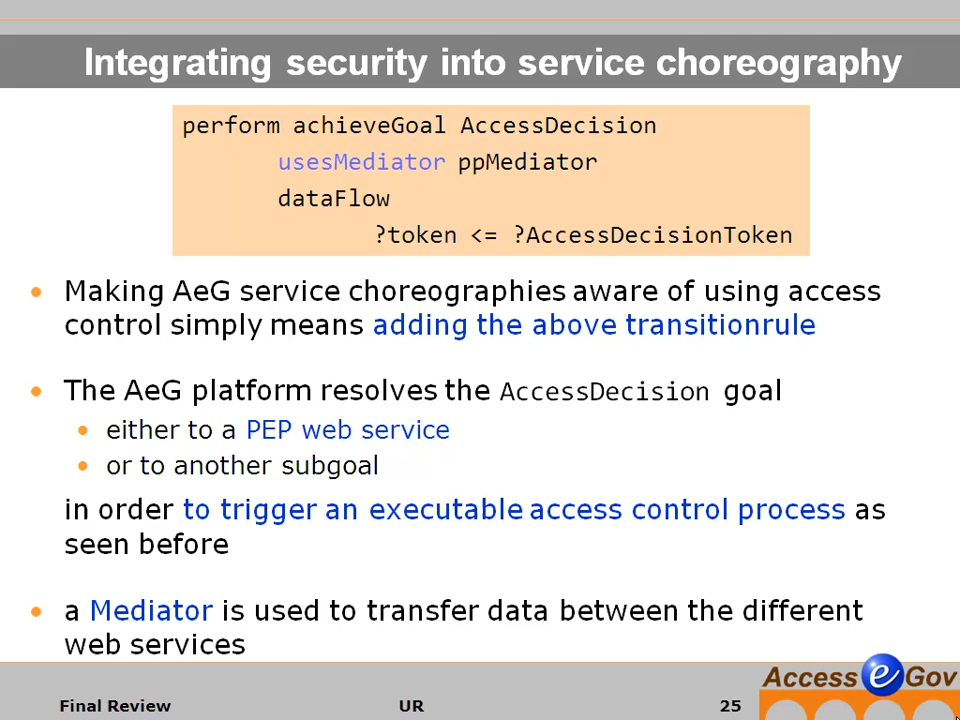 Integrating security into service choreography
perform achieveGoal AccessDecision
usesMediator ppMediator
dataFlow
?token <= ?AccessDecisionToken
Making AeG service choreographies aware of using access
control simply means adding the above transitionrule
The AeG platform resolves the AccessDecision goal
either to a PEP web service
or to another subgoal
in order to trigger an executable access control process as
seen before
a Mediator is used to transfer data between the different
web services
Access e Gov
Final Review UR 25